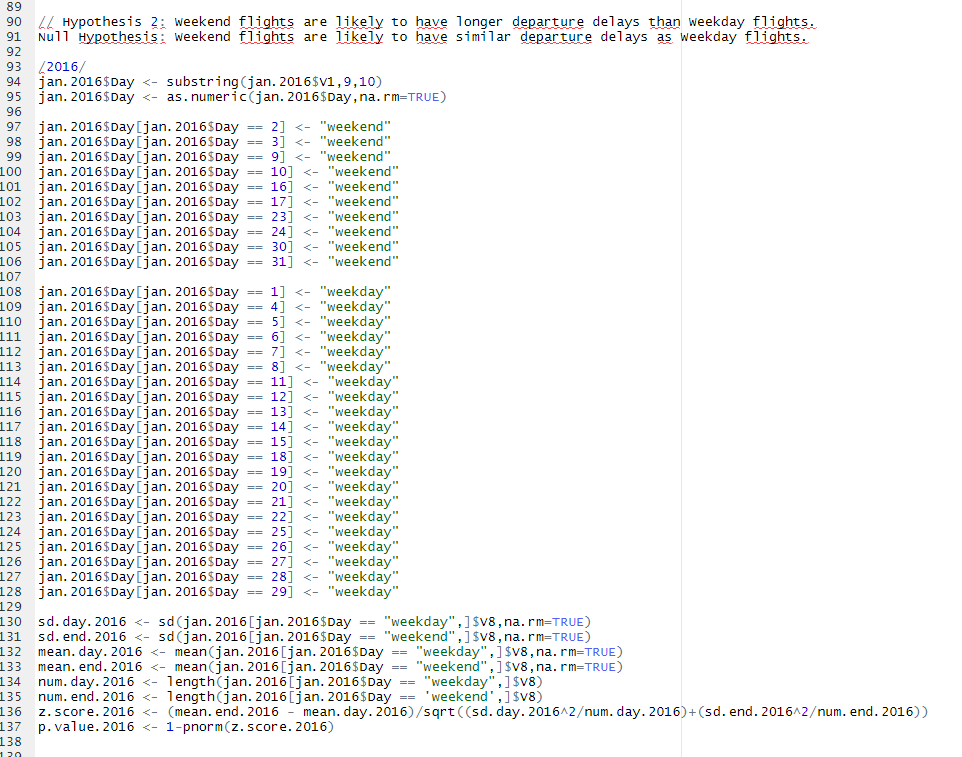 89
90 // Hypothesis 2: Weekend flights are likely to have longer departure delays than Weekday flights.
91 Null Hypothesis: Weekend flights are likely to have similar departure delays as Weekday flights.
92
93 /2016/
94 jan.2016$Day <- substring(jan.2016$V1,9,10)
95 jan.2016$Day <- as.numeric(jan.2016$Day,na.rm=TRUE)
96
97 jan.2016$Day[jan.2016$Day == 2] <- "weekend"
98 jan.2016$Day[jan.2016$Day == 3] <- "weekend"
99 jan.2016$Day[jan.2016$Day == 9] <- "weekend"
100 jan.2016$Day[jan.2016$Day == 10] <- "weekend"
101 jan.2016$Day[jan.2016$Day == 16] <- "weekend"
102 jan.2016$Day[jan.2016$Day == 17] <- "weekend"
103 jan.2016$Day[jan.2016$Day == 23] <- "weekend"
104 jan.2016$Day[jan.2016$Day == 24] <- "weekend"
105 jan.2016$Day[jan.2016$Day == 30] <- "weekend"
106 jan.2016$Day[jan.2016$Day == 31] <- "weekend"
107
108 jan.2016$Day[jan.2016$Day == 1] <- "weekday"
109 jan.2016$Day[jan.2016$Day == 4] <- "weekday"
110 jan.2016$Day[jan.2016$Day == 5] <- "weekday"
111 jan.2016$Day[jan.2016$Day == 6] <- "weekday"
112 jan.2016$Day[jan.2016$Day == 7] <- "weekday"
113 jan.2016$Day[jan.2016$Day == 8] <- "weekday"
114 jan.2016$Day[jan.2016$Day == 11] <- "weekday"
115 jan.2016$Day[jan.2016$Day == 12] <- "weekday"
116 jan.2016$Day[jan.2016$Day == 13] <- "weekday"
117 jan.2016$Day[jan.2016$Day == 14] <- "weekday"
118 jan.2016$Day[jan.2016$Day == 15] <- "weekday"
119 jan.2016$Day[jan.2016$Day == 18] <- "weekday"
120 jan.2016$Day[jan.2016$Day == 19] <- "weekday"
121 jan.2016$Day[jan.2016$Day == 20] <- "weekday"
122 jan.2016$Day[jan.2016$Day == 21] <- "weekday"
123 jan.2016$Day[jan.2016$Day == 22] <- "weekday"
124 jan.2016$Day[jan.2016$Day == 25] <- "weekday"
125 jan.2016$Day[jan.2016$Day == 26] <- "weekday"
126 jan.2016$Day[jan.2016$Day == 27] <- "weekday"
127 jan.2016$Day[jan.2016$Day == 28] <- "weekday"
128 jan.2016$Day[jan.2016$Day == 29] <- "weekday"
129
130 sd.day.2016 <- sd(jan.2016[jan.2016$Day == "weekday",]$V8,na.rm=TRUE)
131 sd.end.2016 <- sd(jan.2016[jan.2016$Day == "weekend",]$V8,na.rm=TRUE)
132 mean.day.2016 <- mean(jan.2016[jan.2016$Day == "weekday",]$V8,na.rm=TRUE)
133 mean.end.2016 <- mean(jan.2016[jan.2016$Day == "weekend",]$V8,na.rm=TRUE)
134 num.day.2016 <- length(jan.2016[jan.2016$Day == "weekday",]$V8)
135 num.end.2016 <- length(jan.2016[jan.2016$Day == 'weekend',]$V8)
136 z.score.2016 <- (mean.end.2016 - mean.day.2016)/sqrt((sd.day.2016^2/num.day.2016)+(sd.end.2016^2/num.end.2016))
137 p.value.2016 <- 1-pnorm(z.score.2016)
138
139